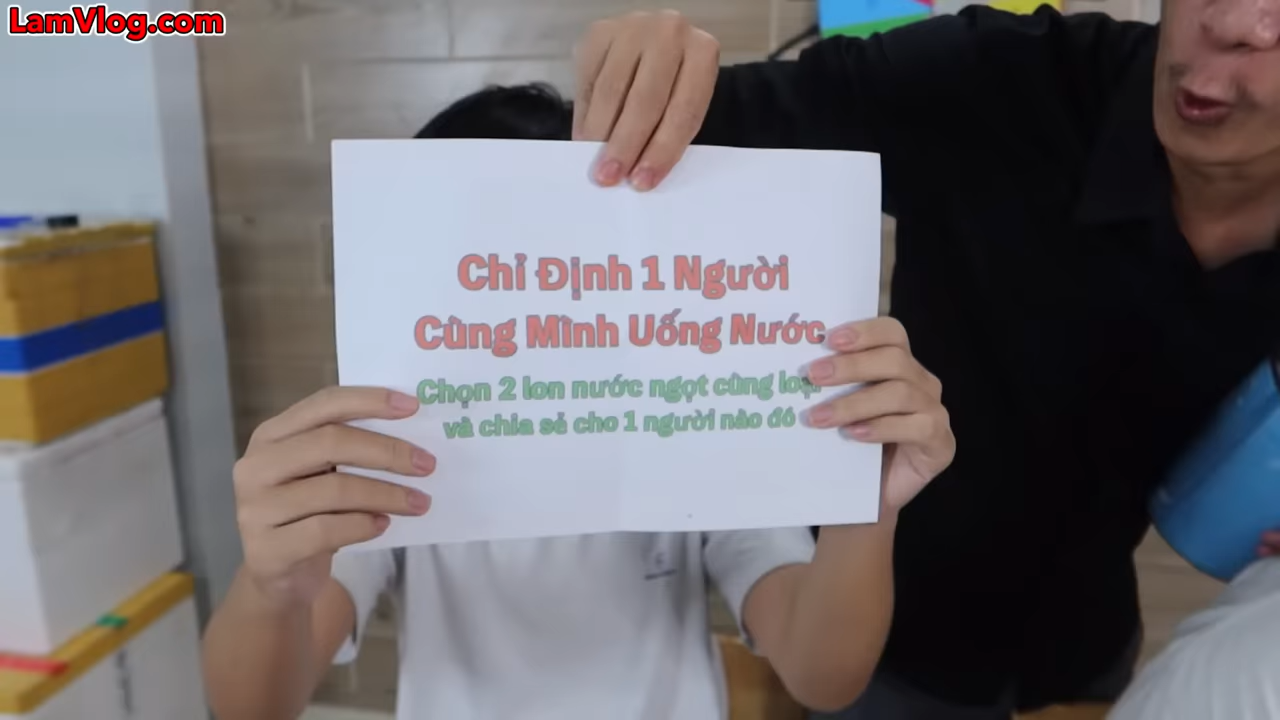 LamVlog.com
Chỉ Định 1 Người
Cùng Mình Uống Nước
Chọn 2 lon nước ngọt cùng loại
và chia sẻ cho 1 người nào đó